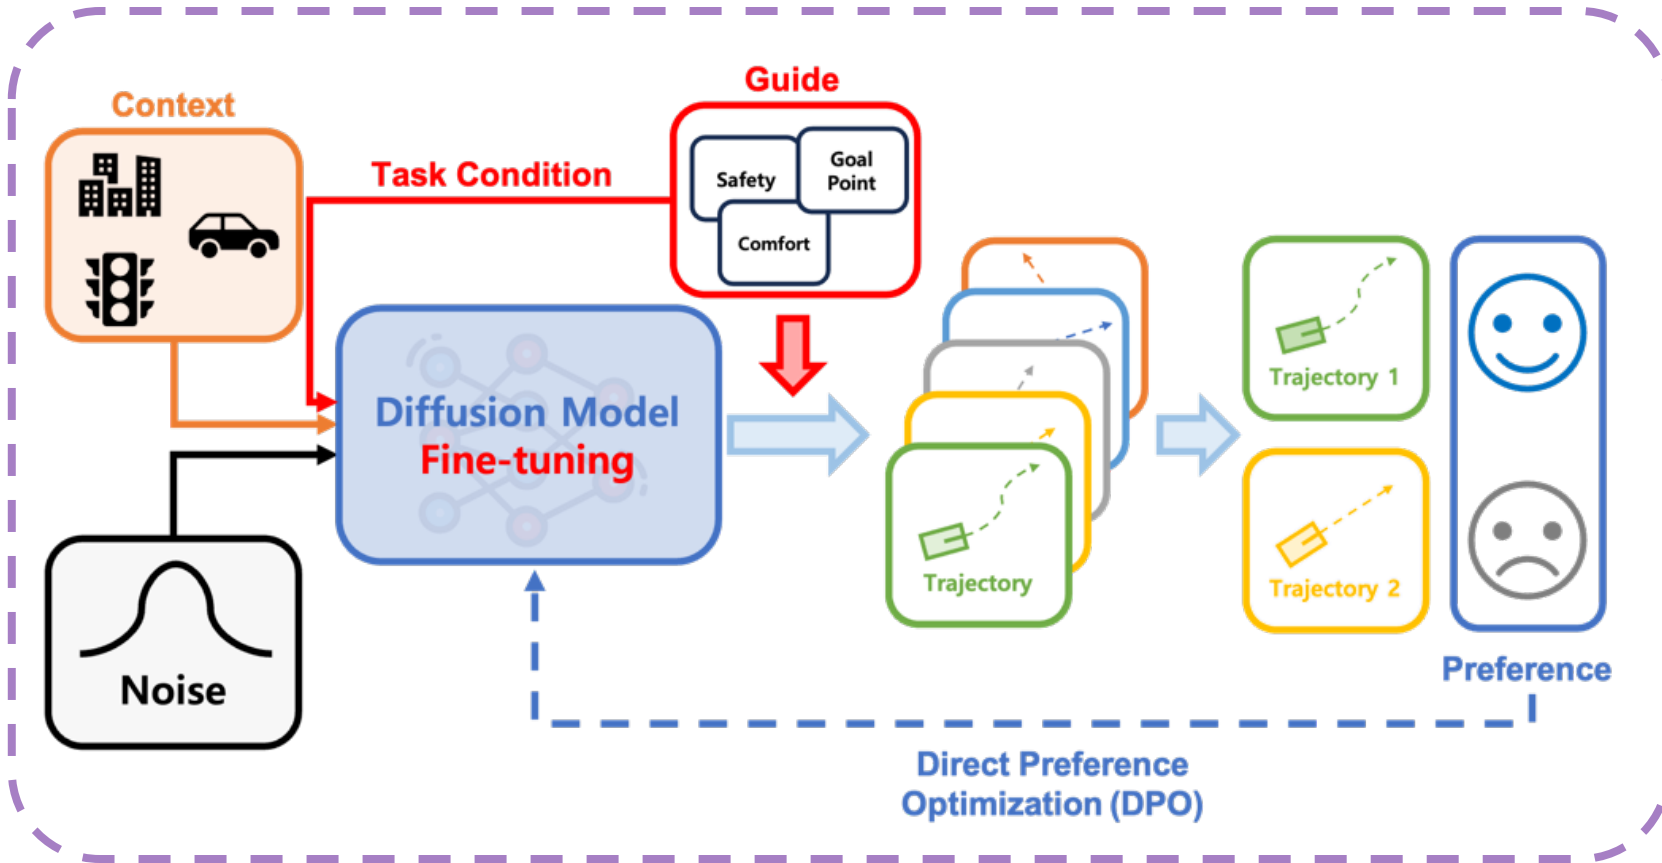 Guide
Context
Task Condition
Safety
Goal
Point
Comfort
Diffusion Model
Fine-tuning
Noise
Trajectory
Trajectory 1
Trajectory 2
Preference
Direct Preference
Optimization (DPO)